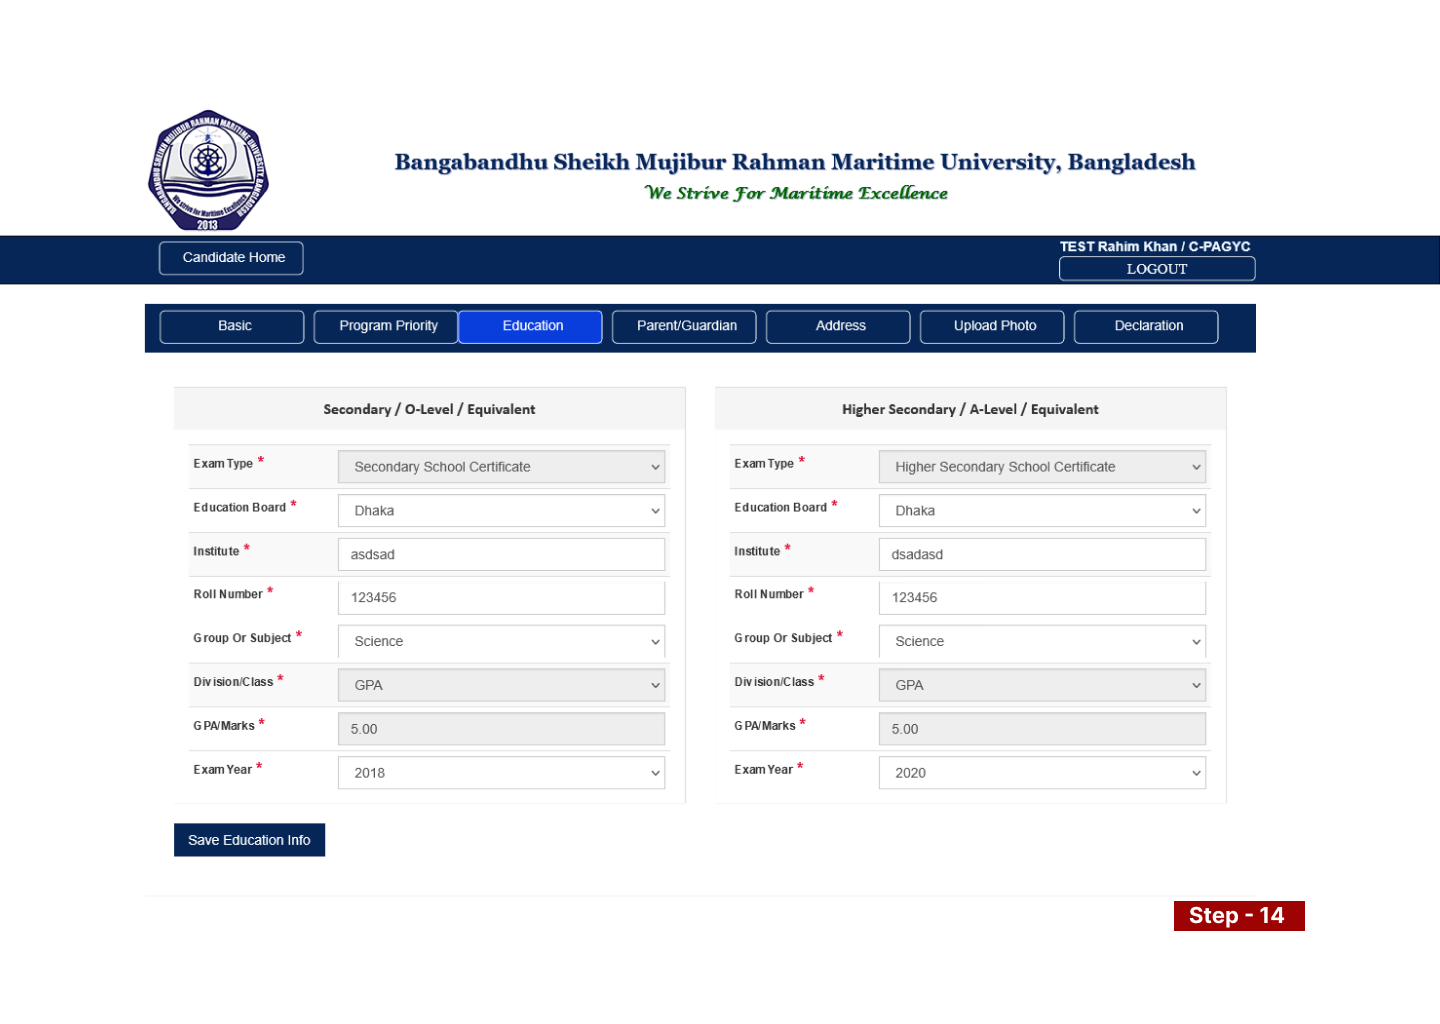 BANGABANDHU SHEIKH MUJIBUR RAHMAN MARITIME UNIVERSITY, BANGLADESH
We Strive for Maritime Excellence
2013
Bangabandhu Sheikh Mujibur Rahman Maritime University, Bangladesh
We Strive For Maritime Excellence
Candidate Home
TEST Rahim Khan / C-PAGYC
LOGOUT
Basic Program Priority Education Parent/Guardian Address Upload Photo Declaration
Secondary / O-Level / Equivalent
Exam Type * Secondary School Certificate
Education Board * Dhaka
Institute * asdsad
Roll Number * 123456
Group Or Subject * Science
Division/Class * GPA
GPA/Marks * 5.00
Exam Year * 2018
Higher Secondary / A-Level / Equivalent
Exam Type * Higher Secondary School Certificate
Education Board * Dhaka
Institute * dsadasd
Roll Number * 123456
Group Or Subject * Science
Division/Class * GPA
GPA/Marks * 5.00
Exam Year * 2020
Save Education Info
Step - 14